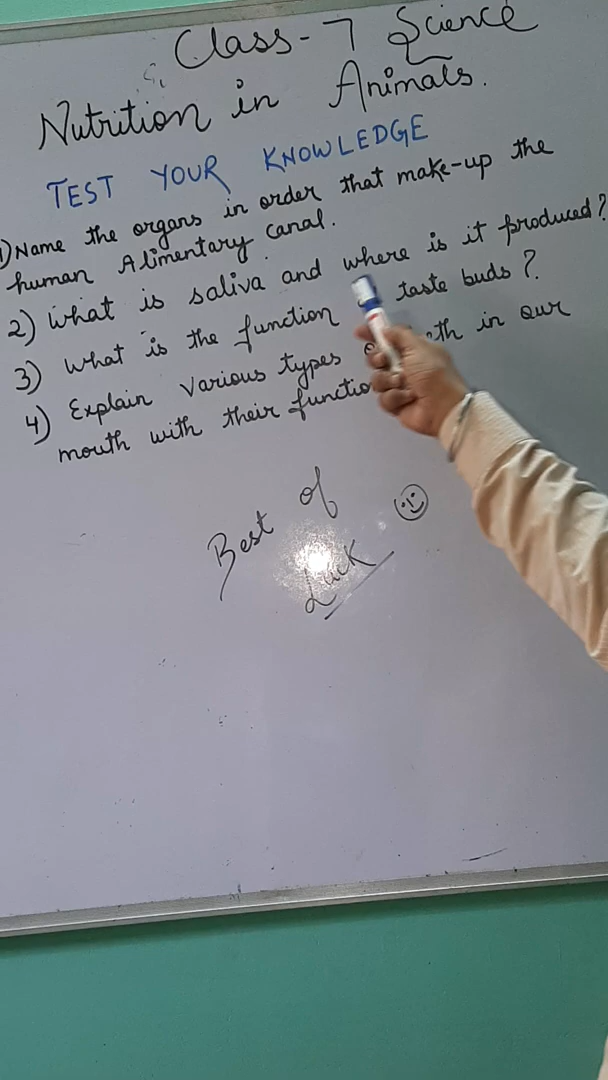 Class-7 Science
Nutrition in Animals.
TEST YOUR KNOWLEDGE
1) Name the organs in order that make-up the
human Alimentary canal.
2) What is saliva and where is it produced?
3) What is the function taste buds?
4) Explain various types teeth in our
mouth with their functio
Best of
Luck